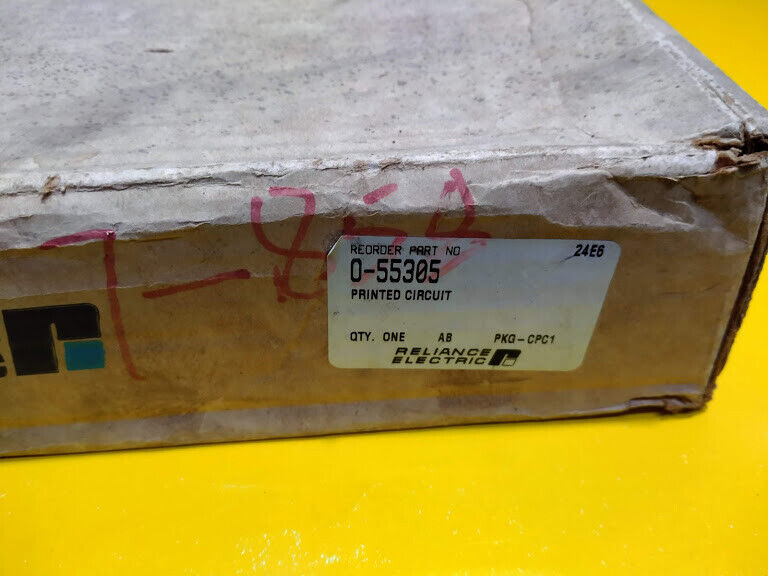 REORDER PART NO 24E6
0-55305
PRINTED CIRCUIT
QTY. ONE AB PKG-CPC1
RELIANCE
ELECTRIC